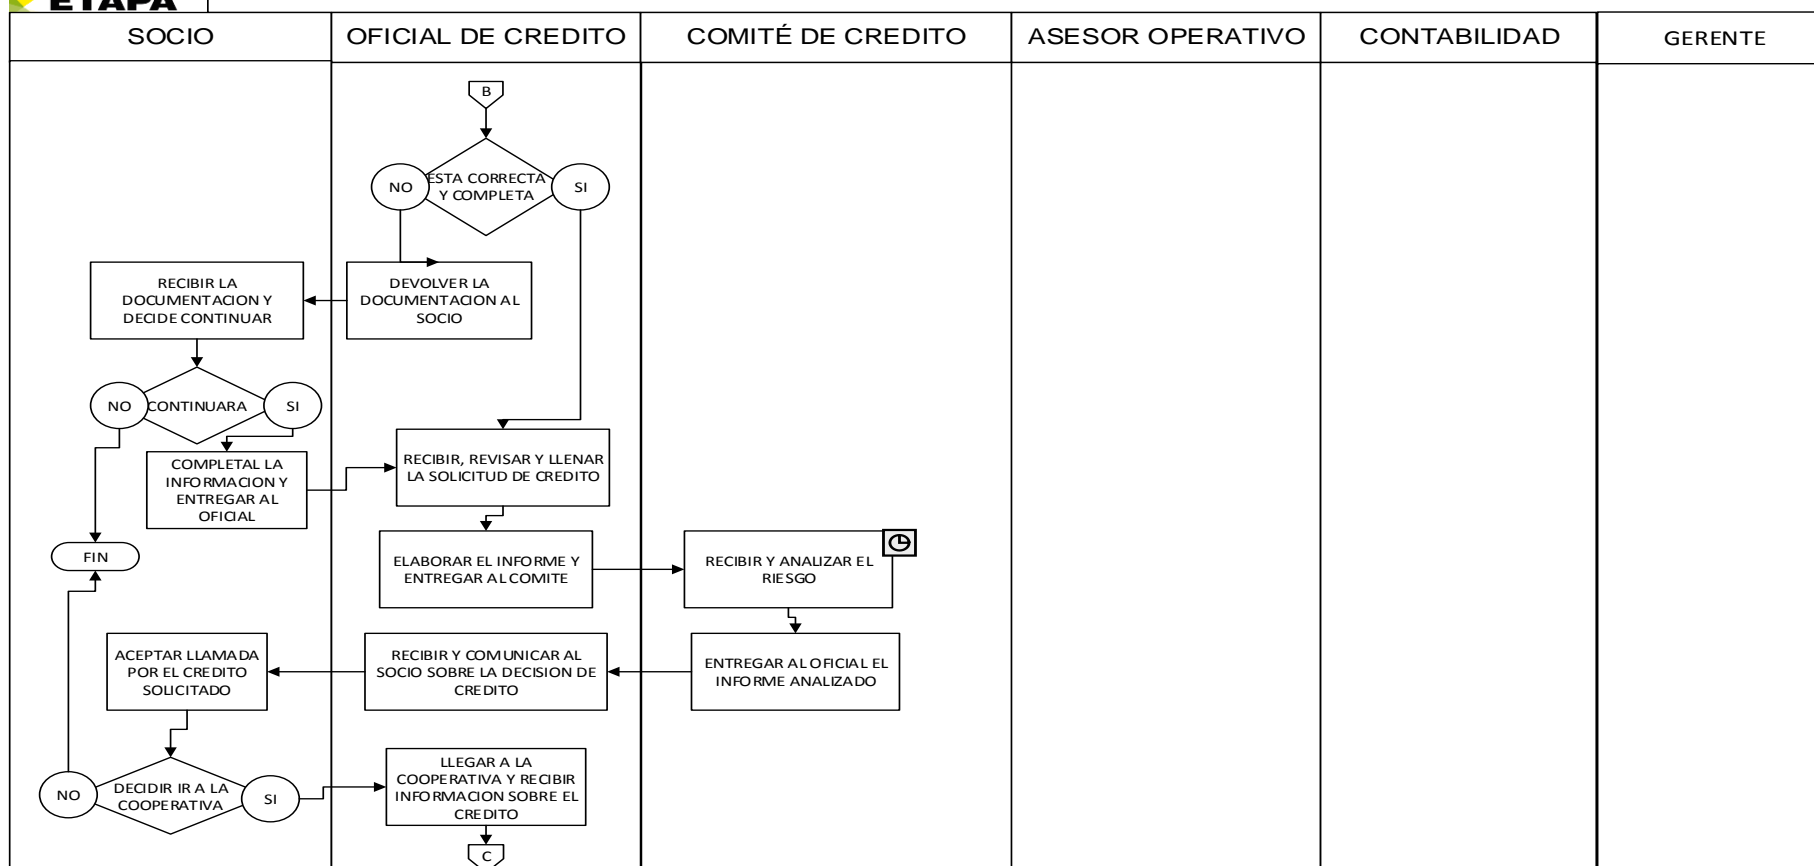 ETAPA
SOCIO
OFICIAL DE CREDITO
COMITÉ DE CREDITO
ASESOR OPERATIVO
CONTABILIDAD
GERENTE
B
NO
ESTA CORRECTA
Y COMPLETA
SI
RECIBIR LA
DOCUMENTACION Y
DECIDE CONTINUAR
DEVOLVER LA
DOCUMENTACION AL
SOCIO
NO
CONTINUARA
SI
COMPLETAL LA
INFORMACION Y
ENTREGAR AL
OFICIAL
RECIBIR, REVISAR Y LLENAR
LA SOLICITUD DE CREDITO
FIN
ELABORAR EL INFORME Y
ENTREGAR AL COMITE
RECIBIR Y ANALIZAR EL
RIESGO
ACEPTAR LLAMADA
POR EL CREDITO
SOLICITADO
RECIBIR Y COMUNICAR AL
SOCIO SOBRE LA DECISION DE
CREDITO
ENTREGAR AL OFICIAL EL
INFORME ANALIZADO
NO
DECIDIR IR A LA
COOPERATIVA
SI
LLEGAR A LA
COOPERATIVA Y RECIBIR
INFORMACION SOBRE EL
CREDITO
C